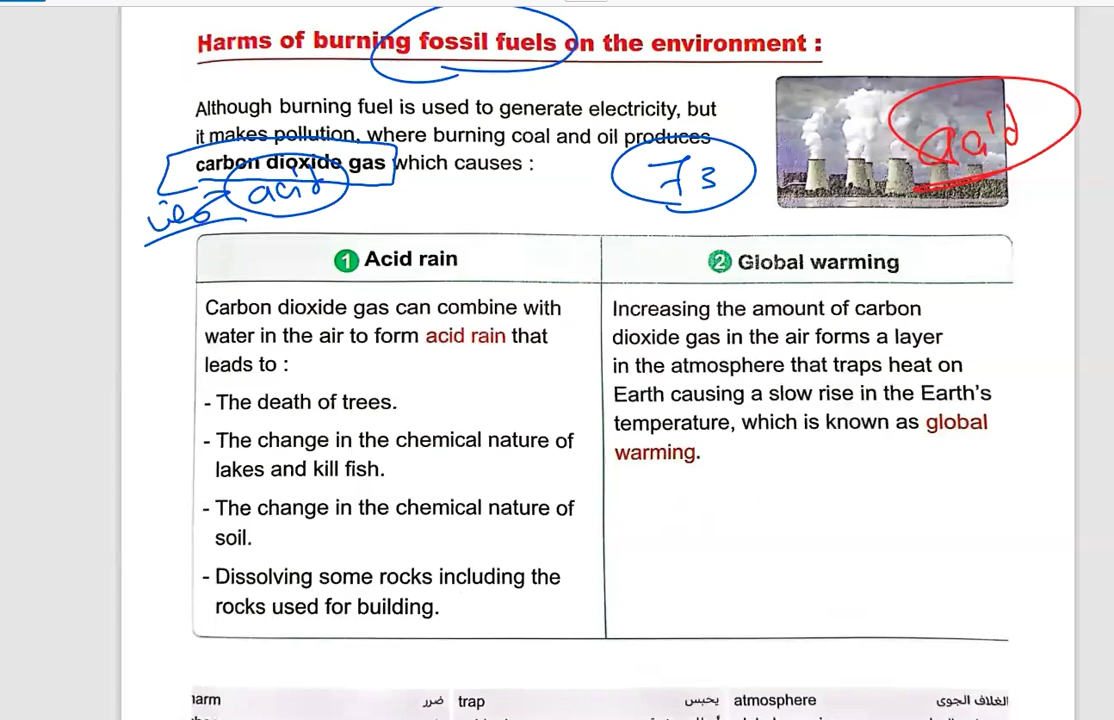 Harms of burning fossil fuels on the environment :
Although burning fuel is used to generate electricity, but
it makes pollution, where burning coal and oil produces
carbon dioxide gas which causes :
acid
73
acid
1 Acid rain
Carbon dioxide gas can combine with
water in the air to form acid rain that
leads to :
- The death of trees.
- The change in the chemical nature of
lakes and kill fish.
- The change in the chemical nature of
soil.
- Dissolving some rocks including the
rocks used for building.
2 Global warming
Increasing the amount of carbon
dioxide gas in the air forms a layer
in the atmosphere that traps heat on
Earth causing a slow rise in the Earth's
temperature, which is known as global
warming.
harm ضرر trap يحبس atmosphere الغلاف الجوى